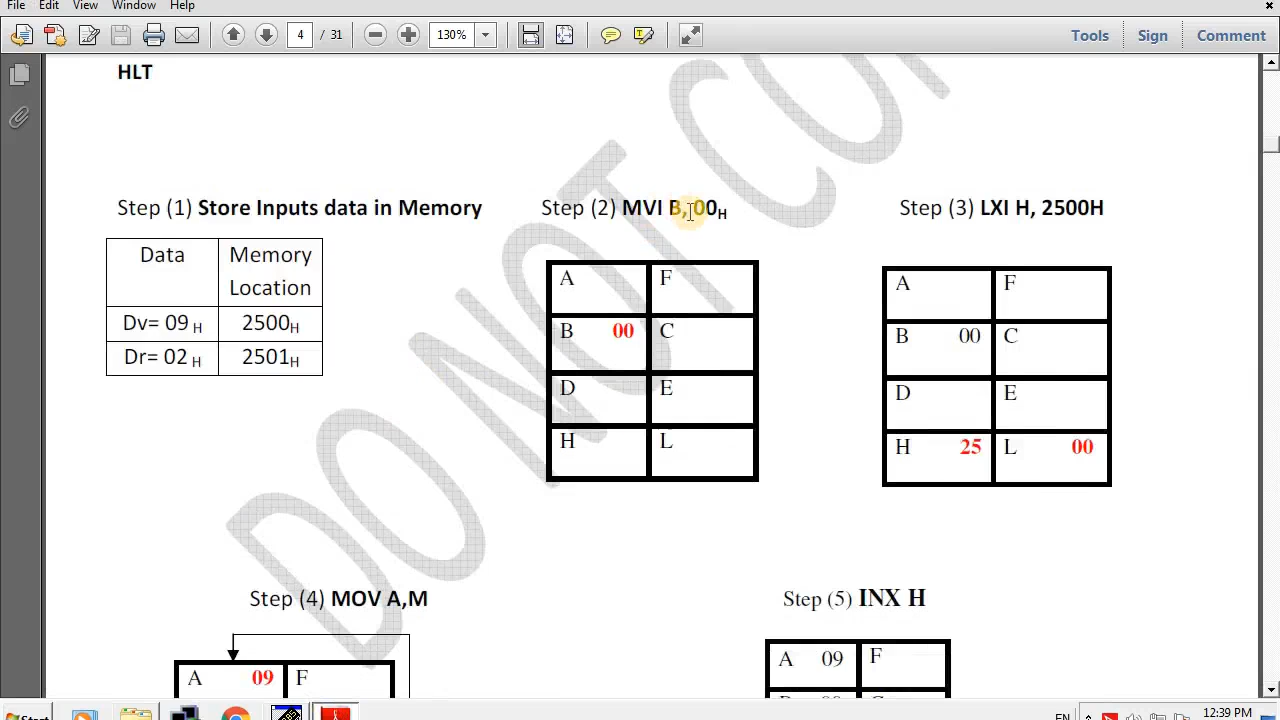 File Edit View Window Help
4 / 31 130% Tools Sign Comment
HLT
Step (1) Store Inputs data in Memory
Data Memory Location
Dv= 09 H 2500H
Dr= 02 H 2501H
Step (2) MVI B, 00H
A F
B 00 C
D E
H L
Step (3) LXI H, 2500H
A F
B 00 C
D E
H 25 L 00
Step (4) MOV A,M
A 09 F
Step (5) INX H
A 09 F
DO NOT COP
Start
EN 12:39 PM